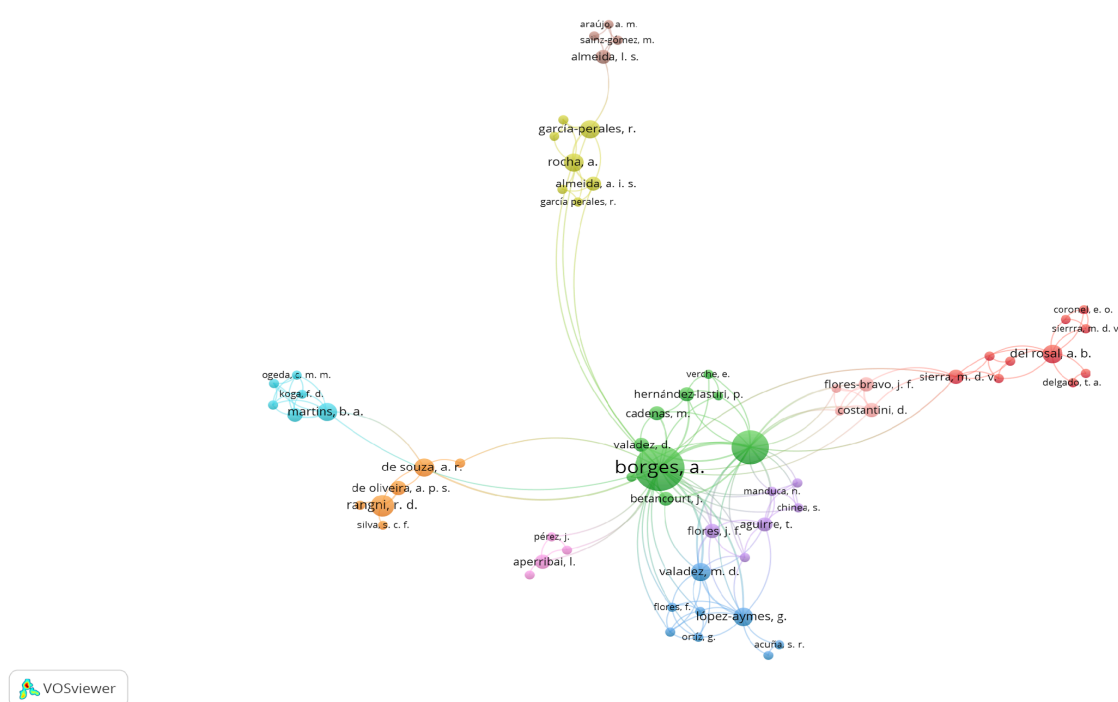 araújo, a. m.
sainz-gómez, m.
almeida, l. s.
garcía-perales, r.
rocha, a.
almeida, a. i. s.
garcía perales, r.
coronel, e. o.
sierrra, m. d. v
del rosal, a. b.
delgado, t. a.
sierra, m. d. v.
flores-bravo, j. f.
costantini, d.
verche, e.
hernández-lastiri, p.
cadenas, m.
ogeda, c. m. m.
koga, f. d.
martins, b. a.
valadez, d.
borges, a.
betancourt, j.
de souza, a. r.
de oliveira, a. p. s.
rangni, r. d.
silva, s. c. f.
manduca, n.
chinea, s.
aguirre, t.
flores, j. f.
pérez, j.
aperribai, l.
valadez, m. d.
flores, f.
lópez-aymes, g.
ortíz, g.
acuña, s. r.
VOSviewer